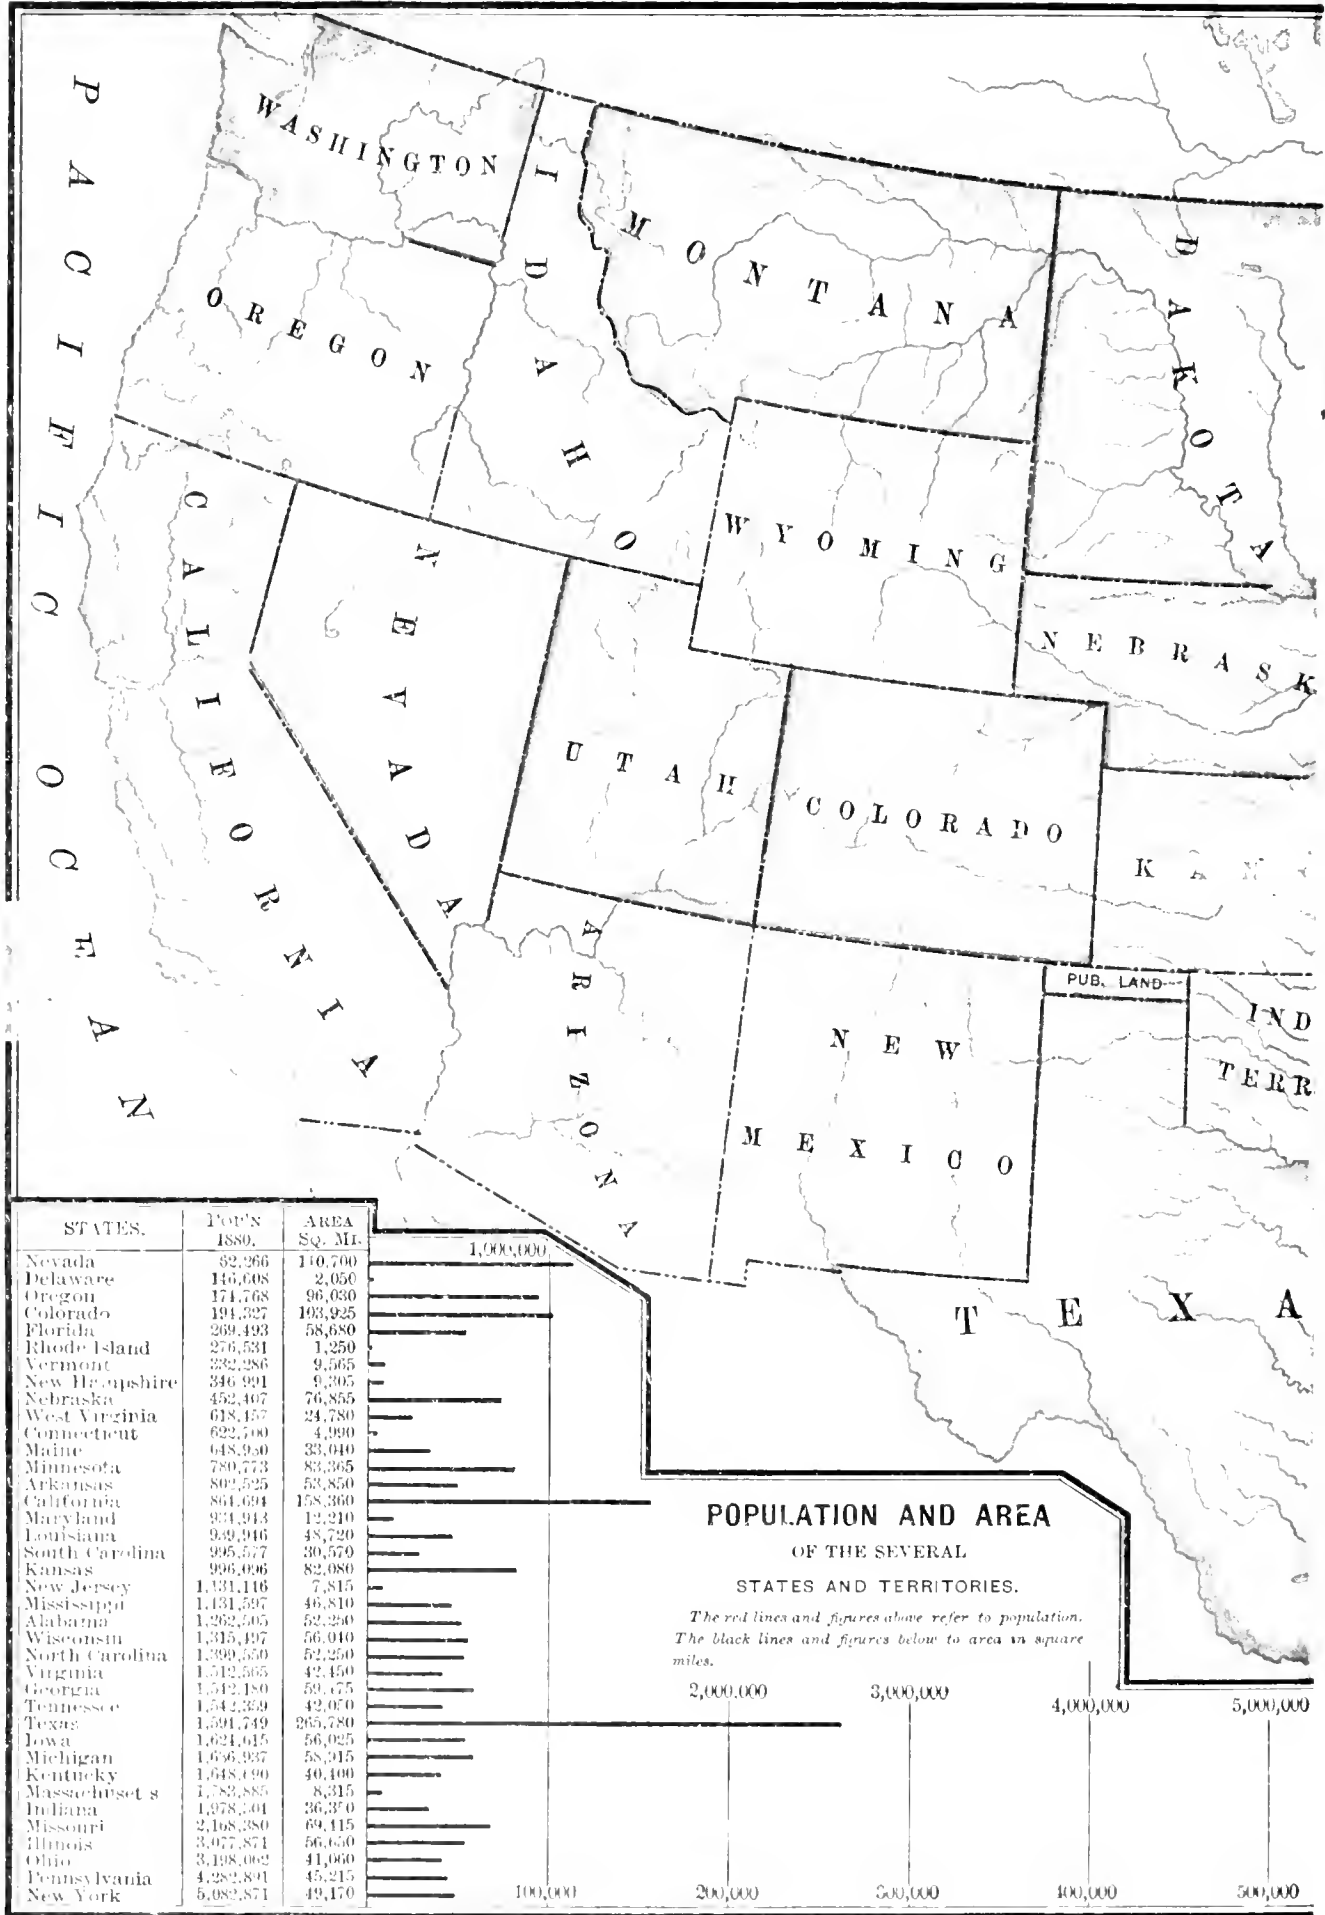 PACIFIC OCEAN
WASHINGTON
IDAHO
MONTANA
DAKOTA
OREGON
WYOMING
NEBRASK
CALIFORNIA
NEVADA
UTAH
COLORADO
KAN
ARIZONA
NEW
MEXICO
PUB. LAND
IND
TERR
TEXA
STATES. POP'N 1880. AREA SQ. MI.
1,000,000
Nevada 62,266 110,700
Delaware 146,608 2,050
Oregon 174,768 96,030
Colorado 194,327 103,925
Florida 269,493 58,680
Rhode Island 276,531 1,250
Vermont 332,286 9,565
New Hampshire 346 991 9,305
Nebraska 452,407 76,855
West Virginia 618,457 24,780
Connecticut 622,700 4,990
Maine 648,930 33,040
Minnesota 780,773 83,365
Arkansas 802,525 53,850
California 864,694 158,360
Maryland 934,943 12,210
Louisiana 939,946 48,720
South Carolina 995,577 30,570
Kansas 996,096 82,080
New Jersey 1,131,116 7,815
Mississippi 1,131,597 46,810
Alabama 1,262,505 52,250
Wisconsin 1,315,497 56,040
North Carolina 1,399,550 52,250
Virginia 1,512,565 42,450
Georgia 1,542,180 59,475
Tennessee 1,542,359 42,050
Texas 1,591,749 265,780
Iowa 1,624,615 56,025
Michigan 1,636,937 58,915
Kentucky 1,648,690 40,400
Massachuset s 1,783,885 8,315
Indiana 1,978,301 36,350
Missouri 2,168,380 69,415
Illinois 3,077,871 56,650
Ohio 3,198,062 41,060
Pennsylvania 4,282,891 45,215
New York 5,082,871 49,170
POPULATION AND AREA
OF THE SEVERAL
STATES AND TERRITORIES.
The red lines and figures above refer to population.
The black lines and figures below to area in square
miles.
2,000,000 3,000,000 4,000,000 5,000,000
100,000 200,000 300,000 400,000 500,000